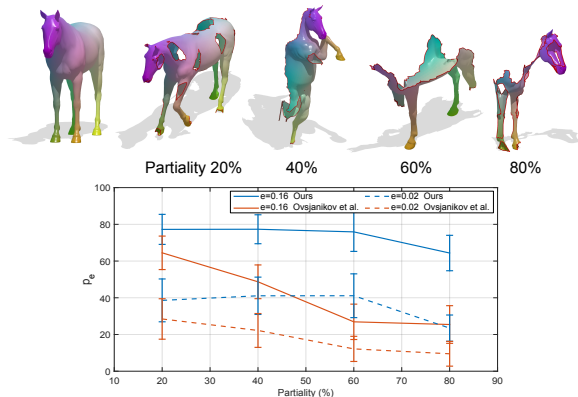 Partiality 20% 40% 60% 80%
100
80
60
40
20
0
p_e
e=0.16 Ours e=0.02 Ours
e=0.16 Ovsjanikov et al. e=0.02 Ovsjanikov et al.
10 20 30 40 50 60 70 80 90
Partiality (%)